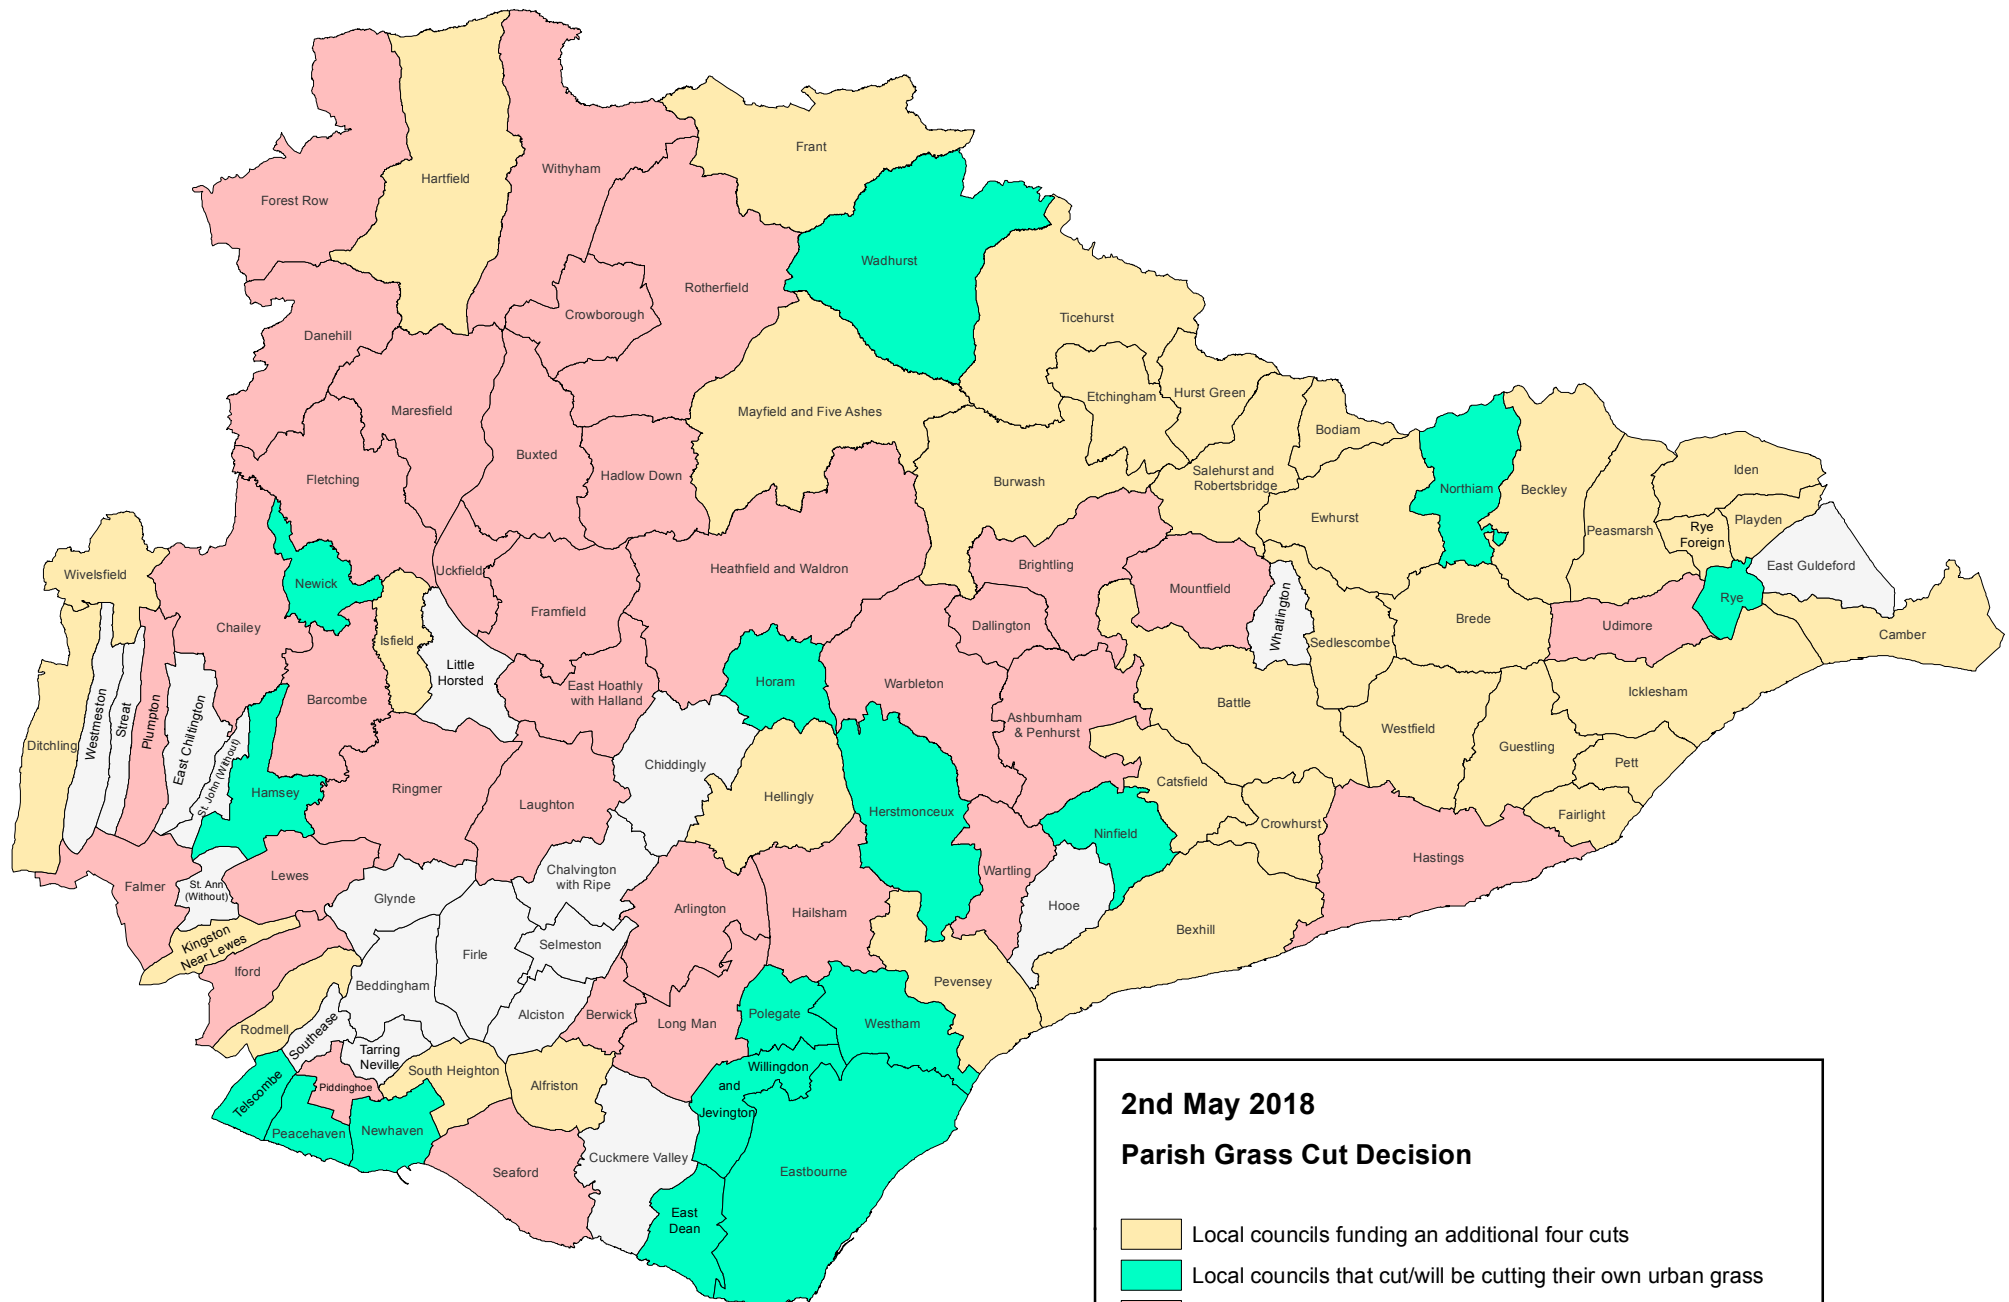 Frant
Withyham
Hartfield
Forest Row
Wadhurst
Rotherfield
Crowborough
Ticehurst
Danehill
Hurst Green
Etchingham
Maresfield
Mayfield and Five Ashes
Bodiam
Buxted
Iden
Salehurst and
Robertsbridge
Hadlow Down
Fletching
Burwash
Northiam
Beckley
Ewhurst
Playden
Peasmarsh
Rye
Foreign
East Guldeford
Brightling
Heathfield and Waldron
Uckfield
Wivelsfield
Newick
Mountfield
Rye
Framfield
Whatlington
Brede
Chailey
Dallington
Udimore
Camber
Isfield
Sedlescombe
Little
Horsted
Horam
Warbleton
East Hoathly
with Halland
Icklesham
Barcombe
Battle
Ashburnham
& Penhurst
Westmeston
Streat
Plumpton
East Chiltington
St. John (Without)
Westfield
Ditchling
Guestling
Pett
Chiddingly
Catsfield
Ringmer
Hamsey
Hellingly
Laughton
Herstmonceux
Fairlight
Crowhurst
Ninfield
Hastings
Chalvington
with Ripe
Wartling
Lewes
St. Ann
(Without)
Falmer
Glynde
Hooe
Arlington
Hailsham
Bexhill
Kingston
Near Lewes
Selmeston
Firle
Iford
Pevensey
Beddingham
Alciston
Berwick
Polegate
Long Man
Westham
Rodmell
Southease
Tarring
Neville
Willingdon
and
Jevington
South Heighton
Alfriston
Piddinghoe
Telscombe
Peacehaven
Newhaven
Cuckmere Valley
Seaford
Eastbourne
East
Dean
2nd May 2018
Parish Grass Cut Decision
Local councils funding an additional four cuts
Local councils that cut/will be cutting their own urban grass